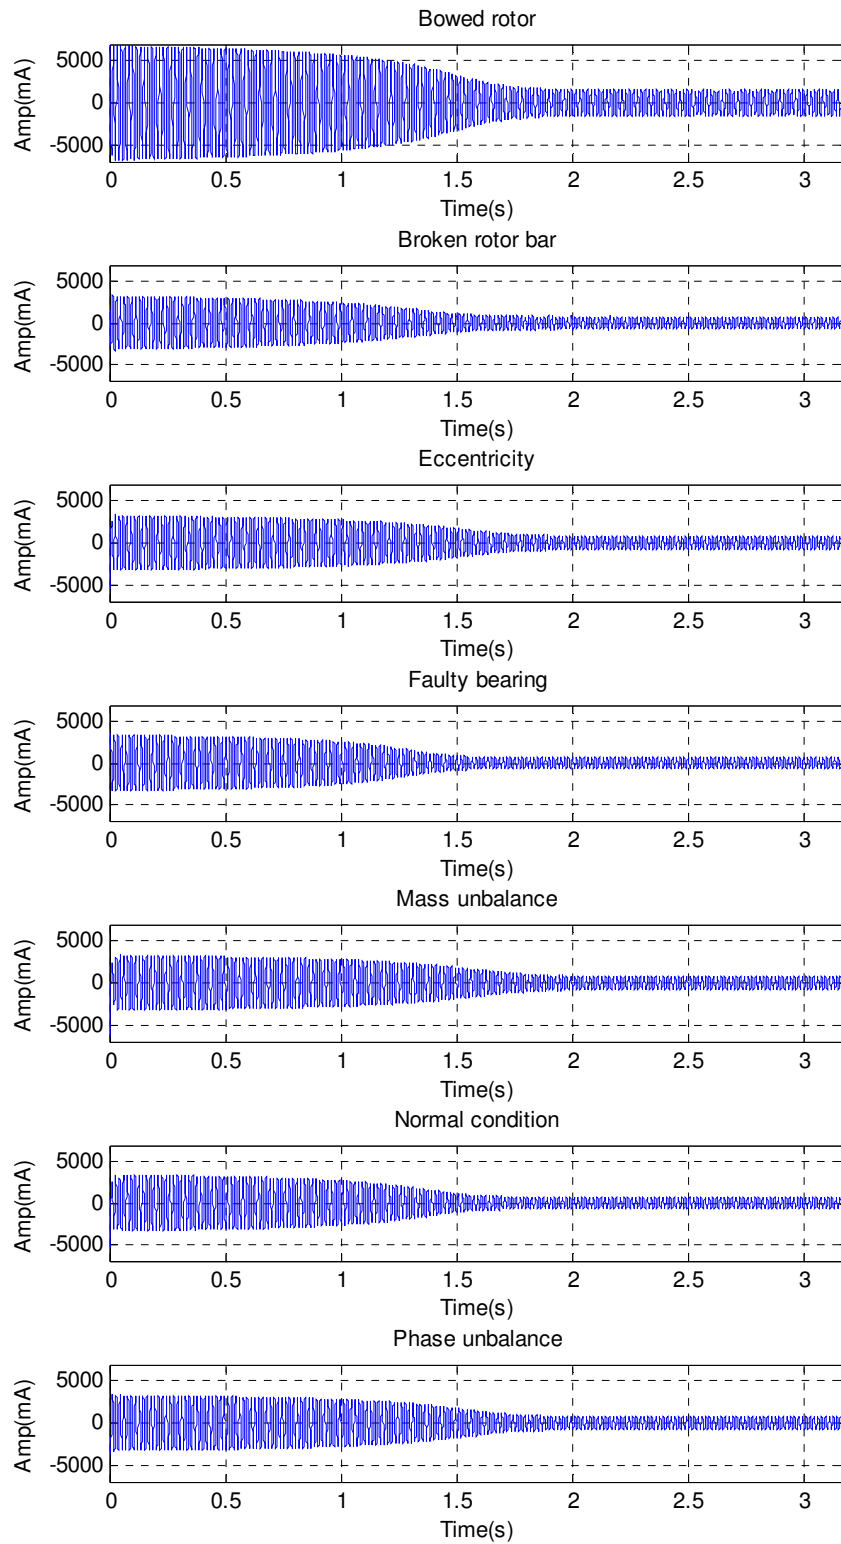 Bowed rotor
Amp(mA)
5000
0
-5000
0 0.5 1 1.5 2 2.5 3
Time(s)
Broken rotor bar
Amp(mA)
5000
0
-5000
0 0.5 1 1.5 2 2.5 3
Time(s)
Eccentricity
Amp(mA)
5000
0
-5000
0 0.5 1 1.5 2 2.5 3
Time(s)
Faulty bearing
Amp(mA)
5000
0
-5000
0 0.5 1 1.5 2 2.5 3
Time(s)
Mass unbalance
Amp(mA)
5000
0
-5000
0 0.5 1 1.5 2 2.5 3
Time(s)
Normal condition
Amp(mA)
5000
0
-5000
0 0.5 1 1.5 2 2.5 3
Time(s)
Phase unbalance
Amp(mA)
5000
0
-5000
0 0.5 1 1.5 2 2.5 3
Time(s)